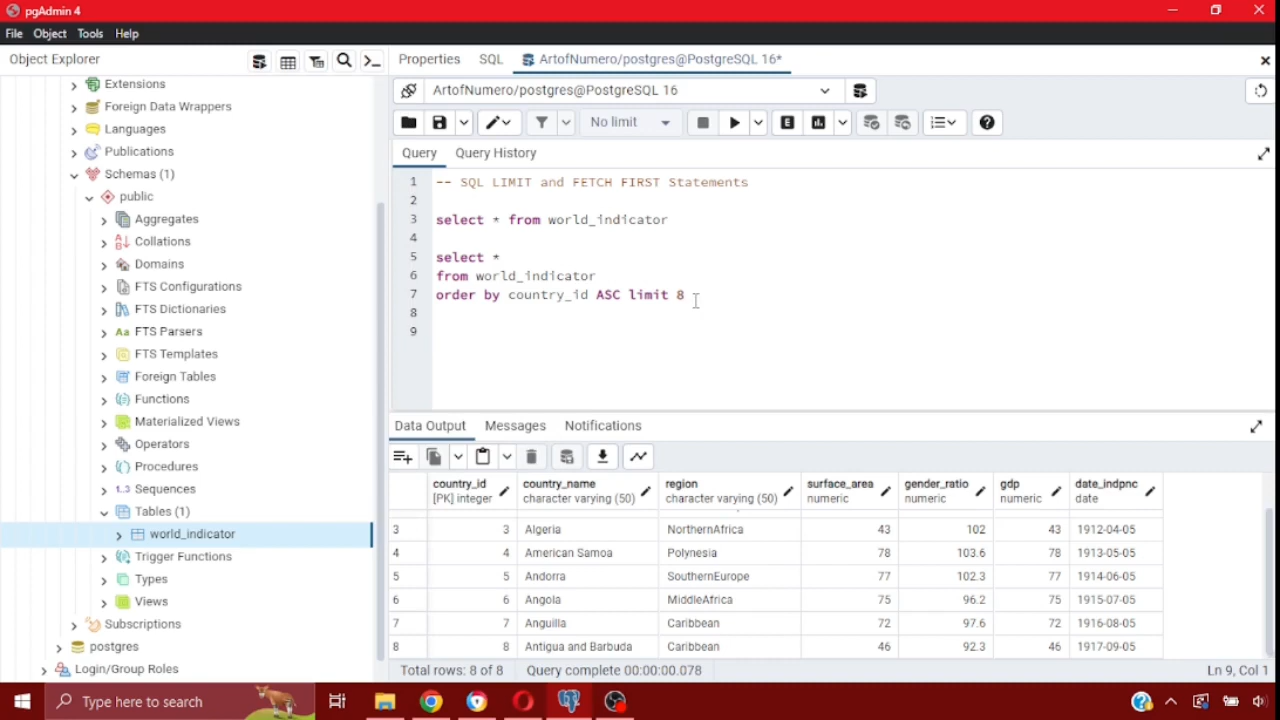 pgAdmin 4
File Object Tools Help
Object Explorer
Properties SQL ArtofNumero/postgres@PostgreSQL 16*
ArtofNumero/postgres@PostgreSQL 16
No limit
Query Query History
Extensions
Foreign Data Wrappers
Languages
Publications
Schemas (1)
public
Aggregates
Collations
Domains
FTS Configurations
FTS Dictionaries
Aa FTS Parsers
FTS Templates
Foreign Tables
Functions
Materialized Views
Operators
Procedures
1..3 Sequences
Tables (1)
world_indicator
Trigger Functions
Types
Views
Subscriptions
postgres
Login/Group Roles
1 -- SQL LIMIT and FETCH FIRST Statements
2
3 select * from world_indicator
4
5 select *
6 from world_indicator
7 order by country_id ASC limit 8
8
9
Data Output Messages Notifications
country_id country_name region surface_area gender_ratio gdp date_indpnc
[PK] integer character varying (50) character varying (50) numeric numeric numeric date
3 3 Algeria NorthernAfrica 43 102 43 1912-04-05
4 4 American Samoa Polynesia 78 103.6 78 1913-05-05
5 5 Andorra SouthernEurope 77 102.3 77 1914-06-05
6 6 Angola MiddleAfrica 75 96.2 75 1915-07-05
7 7 Anguilla Caribbean 72 97.6 72 1916-08-05
8 8 Antigua and Barbuda Caribbean 46 92.3 46 1917-09-05
Total rows: 8 of 8 Query complete 00:00:00.078 Ln 9, Col 1
Type here to search